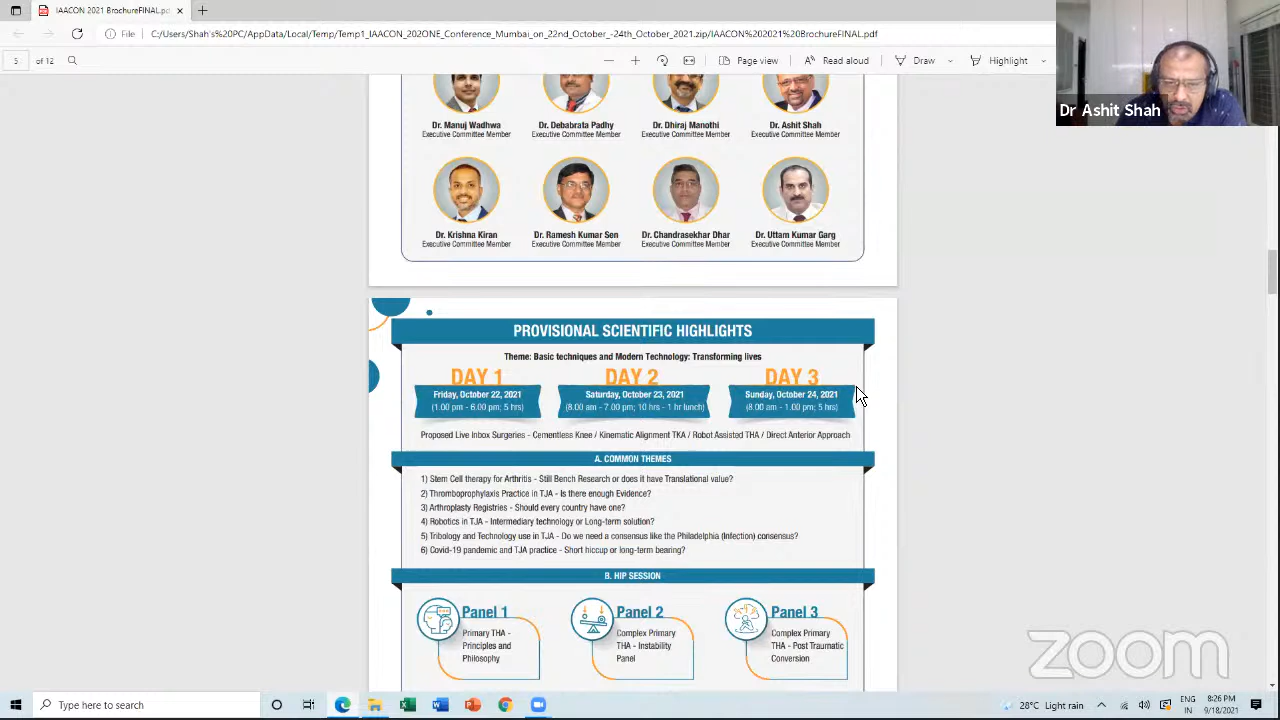 IAACON 2021 BrochureFINAL.pdf
File
C:/Users/Shah's%20PC/AppData/Local/Temp/Temp1_IAACON_202ONE_Conference_Mumbai_on_22nd_October_-24th_October_2021.zip/IAACON%202021%20BrochureFINAL.pdf
5 of 12
Page view
Read aloud
Draw
Highlight
Dr Ashit Shah
Dr. Manuj Wadhwa Dr. Debabrata Padhy Dr. Dhiraj Manothi Dr. Ashit Shah
Executive Committee Member Executive Committee Member Executive Committee Member Executive Committee Member
Dr. Krishna Kiran Dr. Ramesh Kumar Sen Dr. Chandrasekhar Dhar Dr. Uttam Kumar Garg
Executive Committee Member Executive Committee Member Executive Committee Member Executive Committee Member
PROVISIONAL SCIENTIFIC HIGHLIGHTS
Theme: Basic techniques and Modern Technology: Transforming lives
DAY 1 DAY 2 DAY 3
Friday, October 22, 2021 Saturday, October 23, 2021 Sunday, October 24, 2021
(1.00 pm - 6.00 pm; 5 hrs) (8.00 am - 7.00 pm; 10 hrs - 1 hr lunch) (8.00 am - 1.00 pm; 5 hrs)
Proposed Live Inbox Surgeries - Cementless Knee / Kinematic Alignment TKA / Robot Assisted THA / Direct Anterior Approach
A. COMMON THEMES
1) Stem Cell therapy for Arthritis - Still Bench Research or does it have Translational value?
2) Thromboprophylaxis Practice in TJA - Is there enough Evidence?
3) Arthroplasty Registries - Should every country have one?
4) Robotics in TJA - Intermediary technology or Long-term solution?
5) Tribology and Technology use in TJA - Do we need a consensus like the Philadelphia (Infection) consensus?
6) Covid-19 pandemic and TJA practice - Short hiccup or long-term bearing?
B. HIP SESSION
Panel 1
Primary THA -
Principles and
Philosophy
Panel 2
Complex Primary
THA - Instability
Panel
Panel 3
Complex Primary
THA - Post Traumatic
Conversion
zoom
Type here to search
28°C Light rain
ENG
IN
8:26 PM
9/18/2021